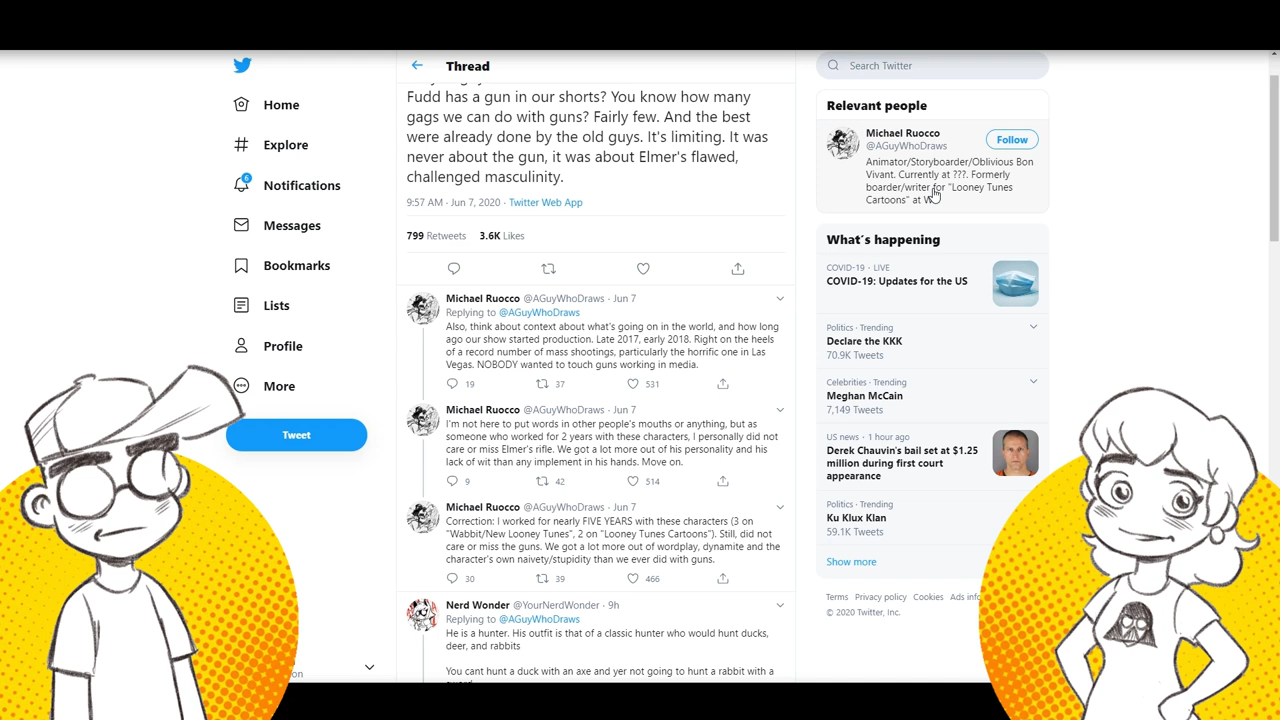 Home
Explore
6
Notifications
Messages
Bookmarks
Lists
Profile
More
Tweet
Thread
Fudd has a gun in our shorts? You know how many
gags we can do with guns? Fairly few. And the best
were already done by the old guys. It's limiting. It was
never about the gun, it was about Elmer's flawed,
challenged masculinity.
9:57 AM · Jun 7, 2020 · Twitter Web App
799 Retweets 3.6K Likes
Michael Ruocco @AGuyWhoDraws · Jun 7
Replying to @AGuyWhoDraws
Also, think about context about what's going on in the world, and how long
ago our show started production. Late 2017, early 2018. Right on the heels
of a record number of mass shootings, particularly the horrific one in Las
Vegas. NOBODY wanted to touch guns working in media.
19 37 531
Michael Ruocco @AGuyWhoDraws · Jun 7
I'm not here to put words in other people's mouths or anything, but as
someone who worked for 2 years with these characters, I personally did not
care or miss Elmer's rifle. We got a lot more out of his personality and his
lack of wit than any implement in his hands. Move on.
9 42 514
Michael Ruocco @AGuyWhoDraws · Jun 7
Correction: I worked for nearly FIVE YEARS with these characters (3 on
"Wabbit/New Looney Tunes", 2 on "Looney Tunes Cartoons"). Still, did not
care or miss the guns. We got a lot more out of wordplay, dynamite and the
character's own naivety/stupidity than we ever did with guns.
30 39 466
Nerd Wonder @YourNerdWonder · 9h
Replying to @AGuyWhoDraws
He is a hunter. His outfit is that of a classic hunter who would hunt ducks,
deer, and rabbits
You cant hunt a duck with an axe and yer not going to hunt a rabbit with a
Search Twitter
Relevant people
Michael Ruocco
@AGuyWhoDraws
Follow
Animator/Storyboarder/Oblivious Bon
Vivant. Currently at ???. Formerly
boarder/writer for "Looney Tunes
Cartoons" at
What's happening
COVID-19 · LIVE
COVID-19: Updates for the US
Politics · Trending
Declare the KKK
70.9K Tweets
Celebrities · Trending
Meghan McCain
7,149 Tweets
US news · 1 hour ago
Derek Chauvin's bail set at $1.25
million during first court
appearance
Politics · Trending
Ku Klux Klan
59.1K Tweets
Show more
Terms Privacy policy Cookies Ads info
© 2020 Twitter, Inc.